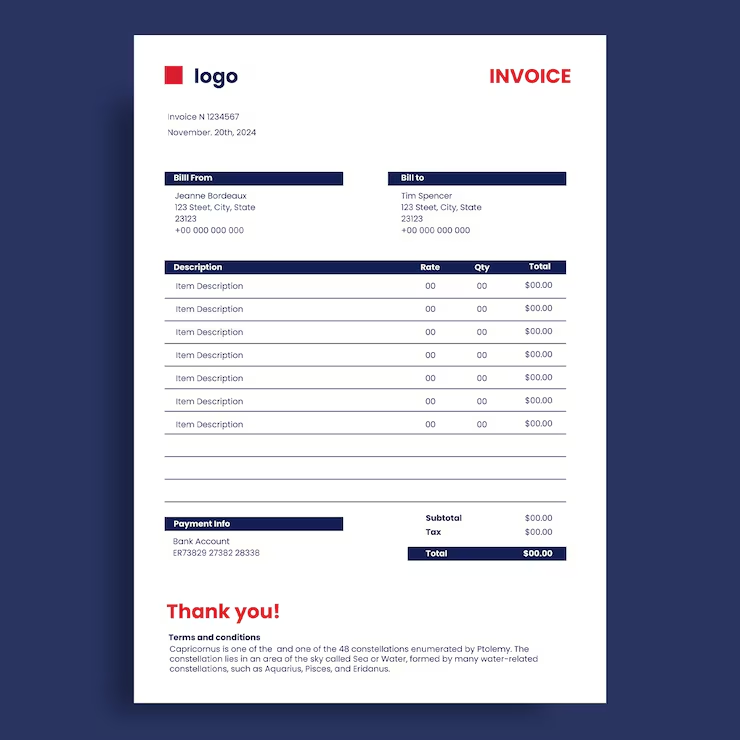 logo
INVOICE
Invoice N 1234567
November. 20th, 2024
Billl From
Bill to
Jeanne Bordeaux
123 Steet, City, State
23123
+00 000 000 000
Tim Spencer
123 Steet, City, State
23123
+00 000 000 000
Description Rate Qty Total
Item Description 00 00 $00.00
Item Description 00 00 $00.00
Item Description 00 00 $00.00
Item Description 00 00 $00.00
Item Description 00 00 $00.00
Item Description 00 00 $00.00
Item Description 00 00 $00.00
Payment Info
Bank Account
ER73829 27382 28338
Subtotal $00.00
Tax $00.00
Total $00.00
Thank you!
Terms and conditions
Capricornus is one of the and one of the 48 constellations enumerated by Ptolemy. The
constellation lies in an area of the sky called Sea or Water, formed by many water-related
constellations, such as Aquarius, Pisces, and Eridanus.